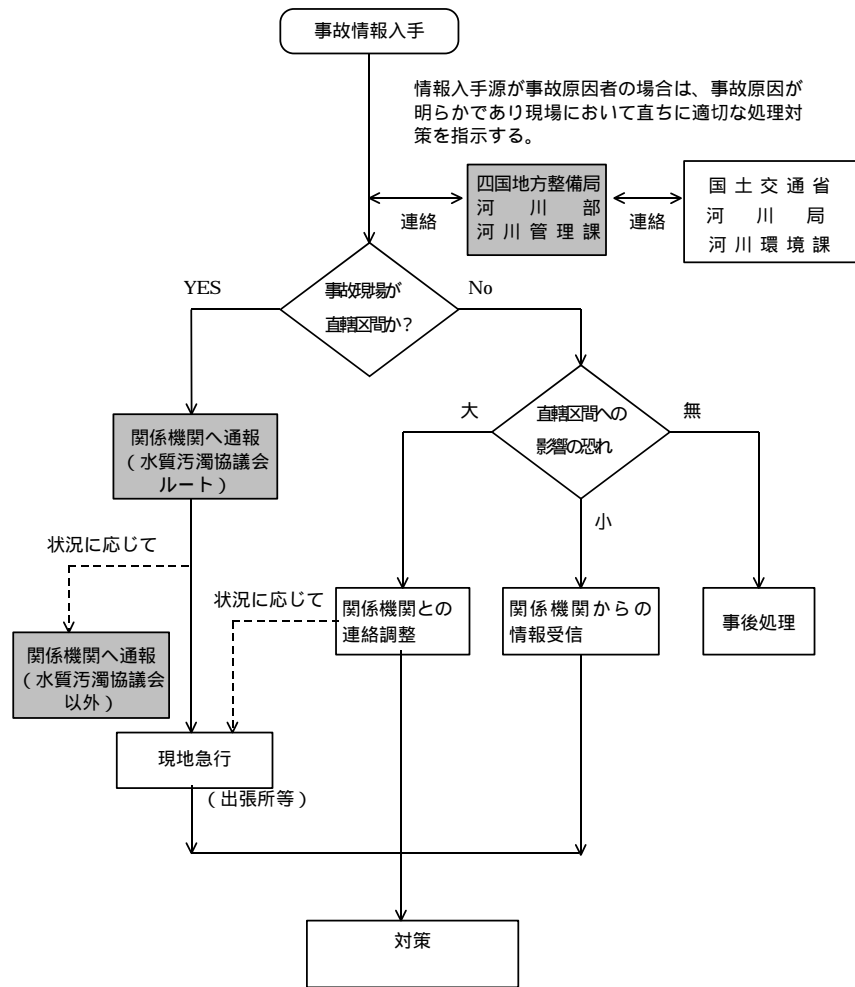 事故情報入手
情報入手源が事故原因者の場合は、事故原因が
明らかであり現場において直ちに適切な処理対
策を指示する。
四国地方整備局
河川部
河川管理課
国土交通省
河川局
河川環境課
連絡
連絡
YES
事故現場が
直轄区間か?
No
大
直轄区間への
影響の恐れ
無
関係機関へ通報
(水質汚濁協議会
ルート)
小
状況に応じて
状況に応じて
関係機関との
連絡調整
関係機関からの
情報受信
事後処理
関係機関へ通報
(水質汚濁協議会
以外)
現地急行
(出張所等)
対策